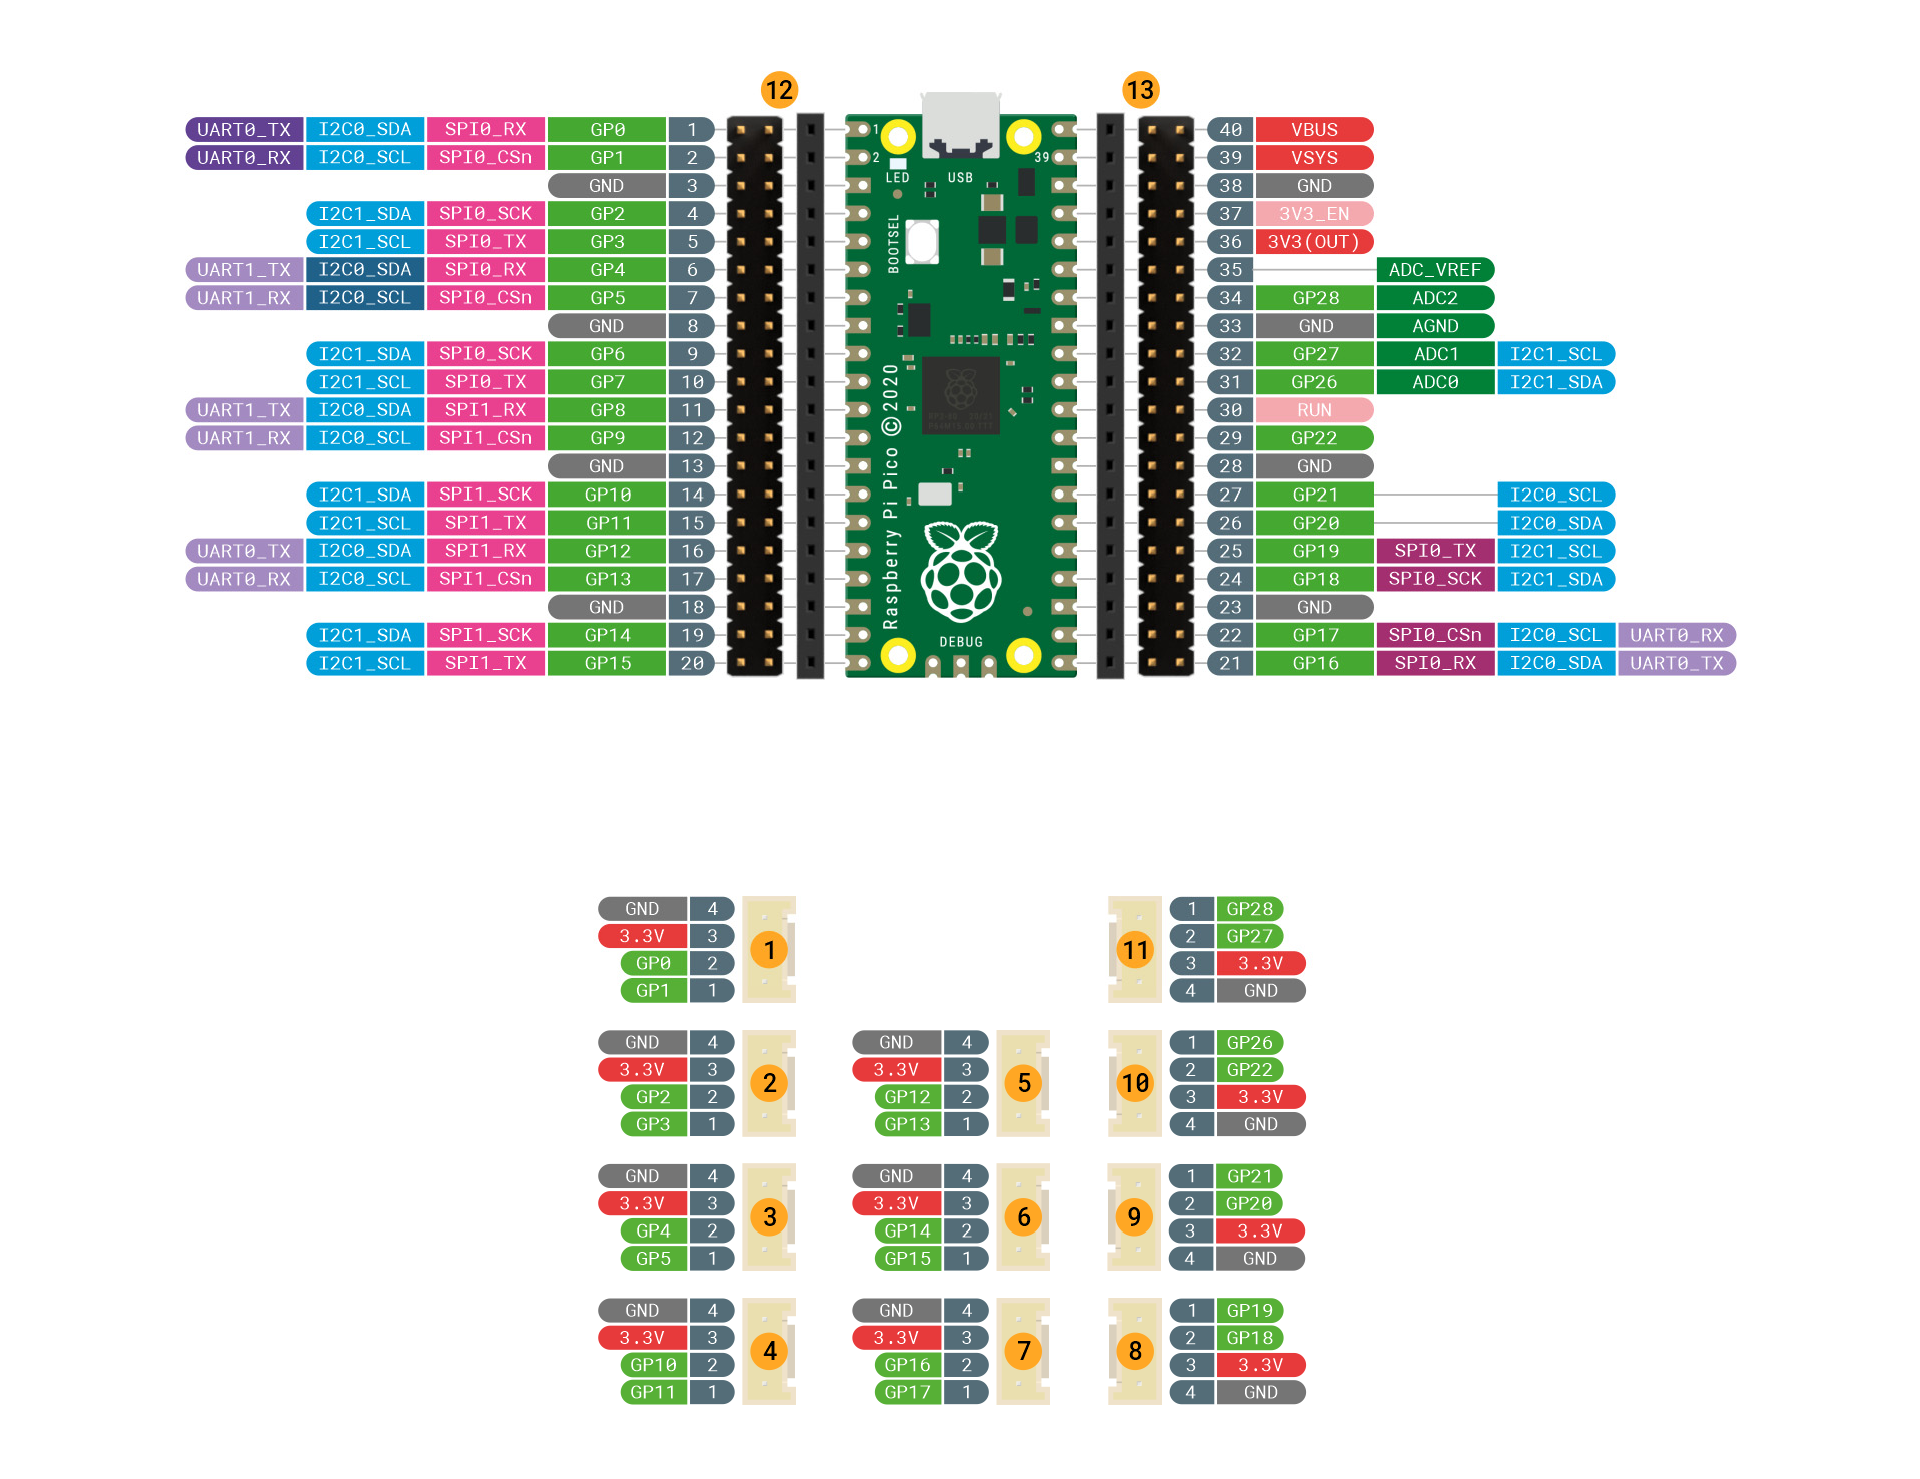 12 13
UART0_TX I2C0_SDA SPI0_RX GP0 1 1 40 VBUS
UART0_RX I2C0_SCL SPI0_CSn GP1 2 2 39 39 VSYS
GND 3 LED USB 38 GND
I2C1_SDA SPI0_SCK GP2 4 37 3V3_EN
I2C1_SCL SPI0_TX GP3 5 BOOTSEL 36 3V3(OUT)
UART1_TX I2C0_SDA SPI0_RX GP4 6 35 ADC_VREF
UART1_RX I2C0_SCL SPI0_CSn GP5 7 34 GP28 ADC2
GND 8 33 GND AGND
I2C1_SDA SPI0_SCK GP6 9 32 GP27 ADC1 I2C1_SCL
I2C1_SCL SPI0_TX GP7 10 31 GP26 ADC0 I2C1_SDA
UART1_TX I2C0_SDA SPI1_RX GP8 11 30 RUN
UART1_RX I2C0_SCL SPI1_CSn GP9 12 29 GP22
GND 13 28 GND
I2C1_SDA SPI1_SCK GP10 14 27 GP21 I2C0_SCL
I2C1_SCL SPI1_TX GP11 15 26 GP20 I2C0_SDA
UART0_TX I2C0_SDA SPI1_RX GP12 16 25 GP19 SPI0_TX I2C1_SCL
UART0_RX I2C0_SCL SPI1_CSn GP13 17 24 GP18 SPI0_SCK I2C1_SDA
GND 18 23 GND
I2C1_SDA SPI1_SCK GP14 19 22 GP17 SPI0_CSn I2C0_SCL UART0_RX
I2C1_SCL SPI1_TX GP15 20 21 GP16 SPI0_RX I2C0_SDA UART0_TX
Raspberry Pi Pico ©2020
DEBUG
GND 4
3.3V 3
GP0 2
GP1 1
1
11
1 GP28
2 GP27
3 3.3V
4 GND
GND 4
3.3V 3
GP2 2
GP3 1
2
GND 4
3.3V 3
GP12 2
GP13 1
5
10
1 GP26
2 GP22
3 3.3V
4 GND
GND 4
3.3V 3
GP4 2
GP5 1
3
GND 4
3.3V 3
GP14 2
GP15 1
6
9
1 GP21
2 GP20
3 3.3V
4 GND
GND 4
3.3V 3
GP10 2
GP11 1
4
GND 4
3.3V 3
GP16 2
GP17 1
7
8
1 GP19
2 GP18
3 3.3V
4 GND